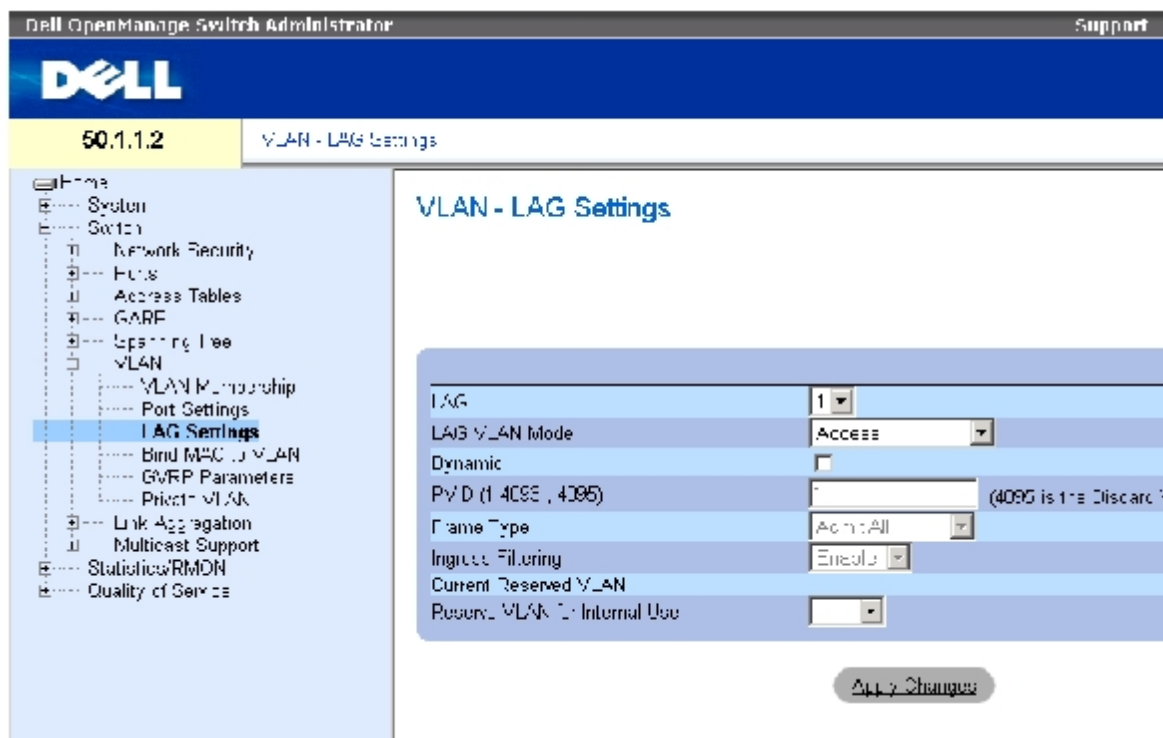 Dell OpenManage Switch Administrator
Support
DELL
50.1.1.2
VLAN - LAG Settings
Home
System
Switch
Network Security
Ports
Address Tables
GARP
Spanning Tree
VLAN
VLAN Membership
Port Settings
LAG Settings
Bind MAC to VLAN
GVRP Parameters
Private VLAN
Link Aggregation
Multicast Support
Statistics/RMON
Quality of Service
VLAN - LAG Settings
LAG
1
LAG VLAN Mode
Access
Dynamic
PVID (1-4093 , 4095)
(4095 is the Discard
Frame Type
Admit All
Ingress Filtering
Enable
Current Reserved VLAN
Reserve VLAN for Internal Use
Apply Changes